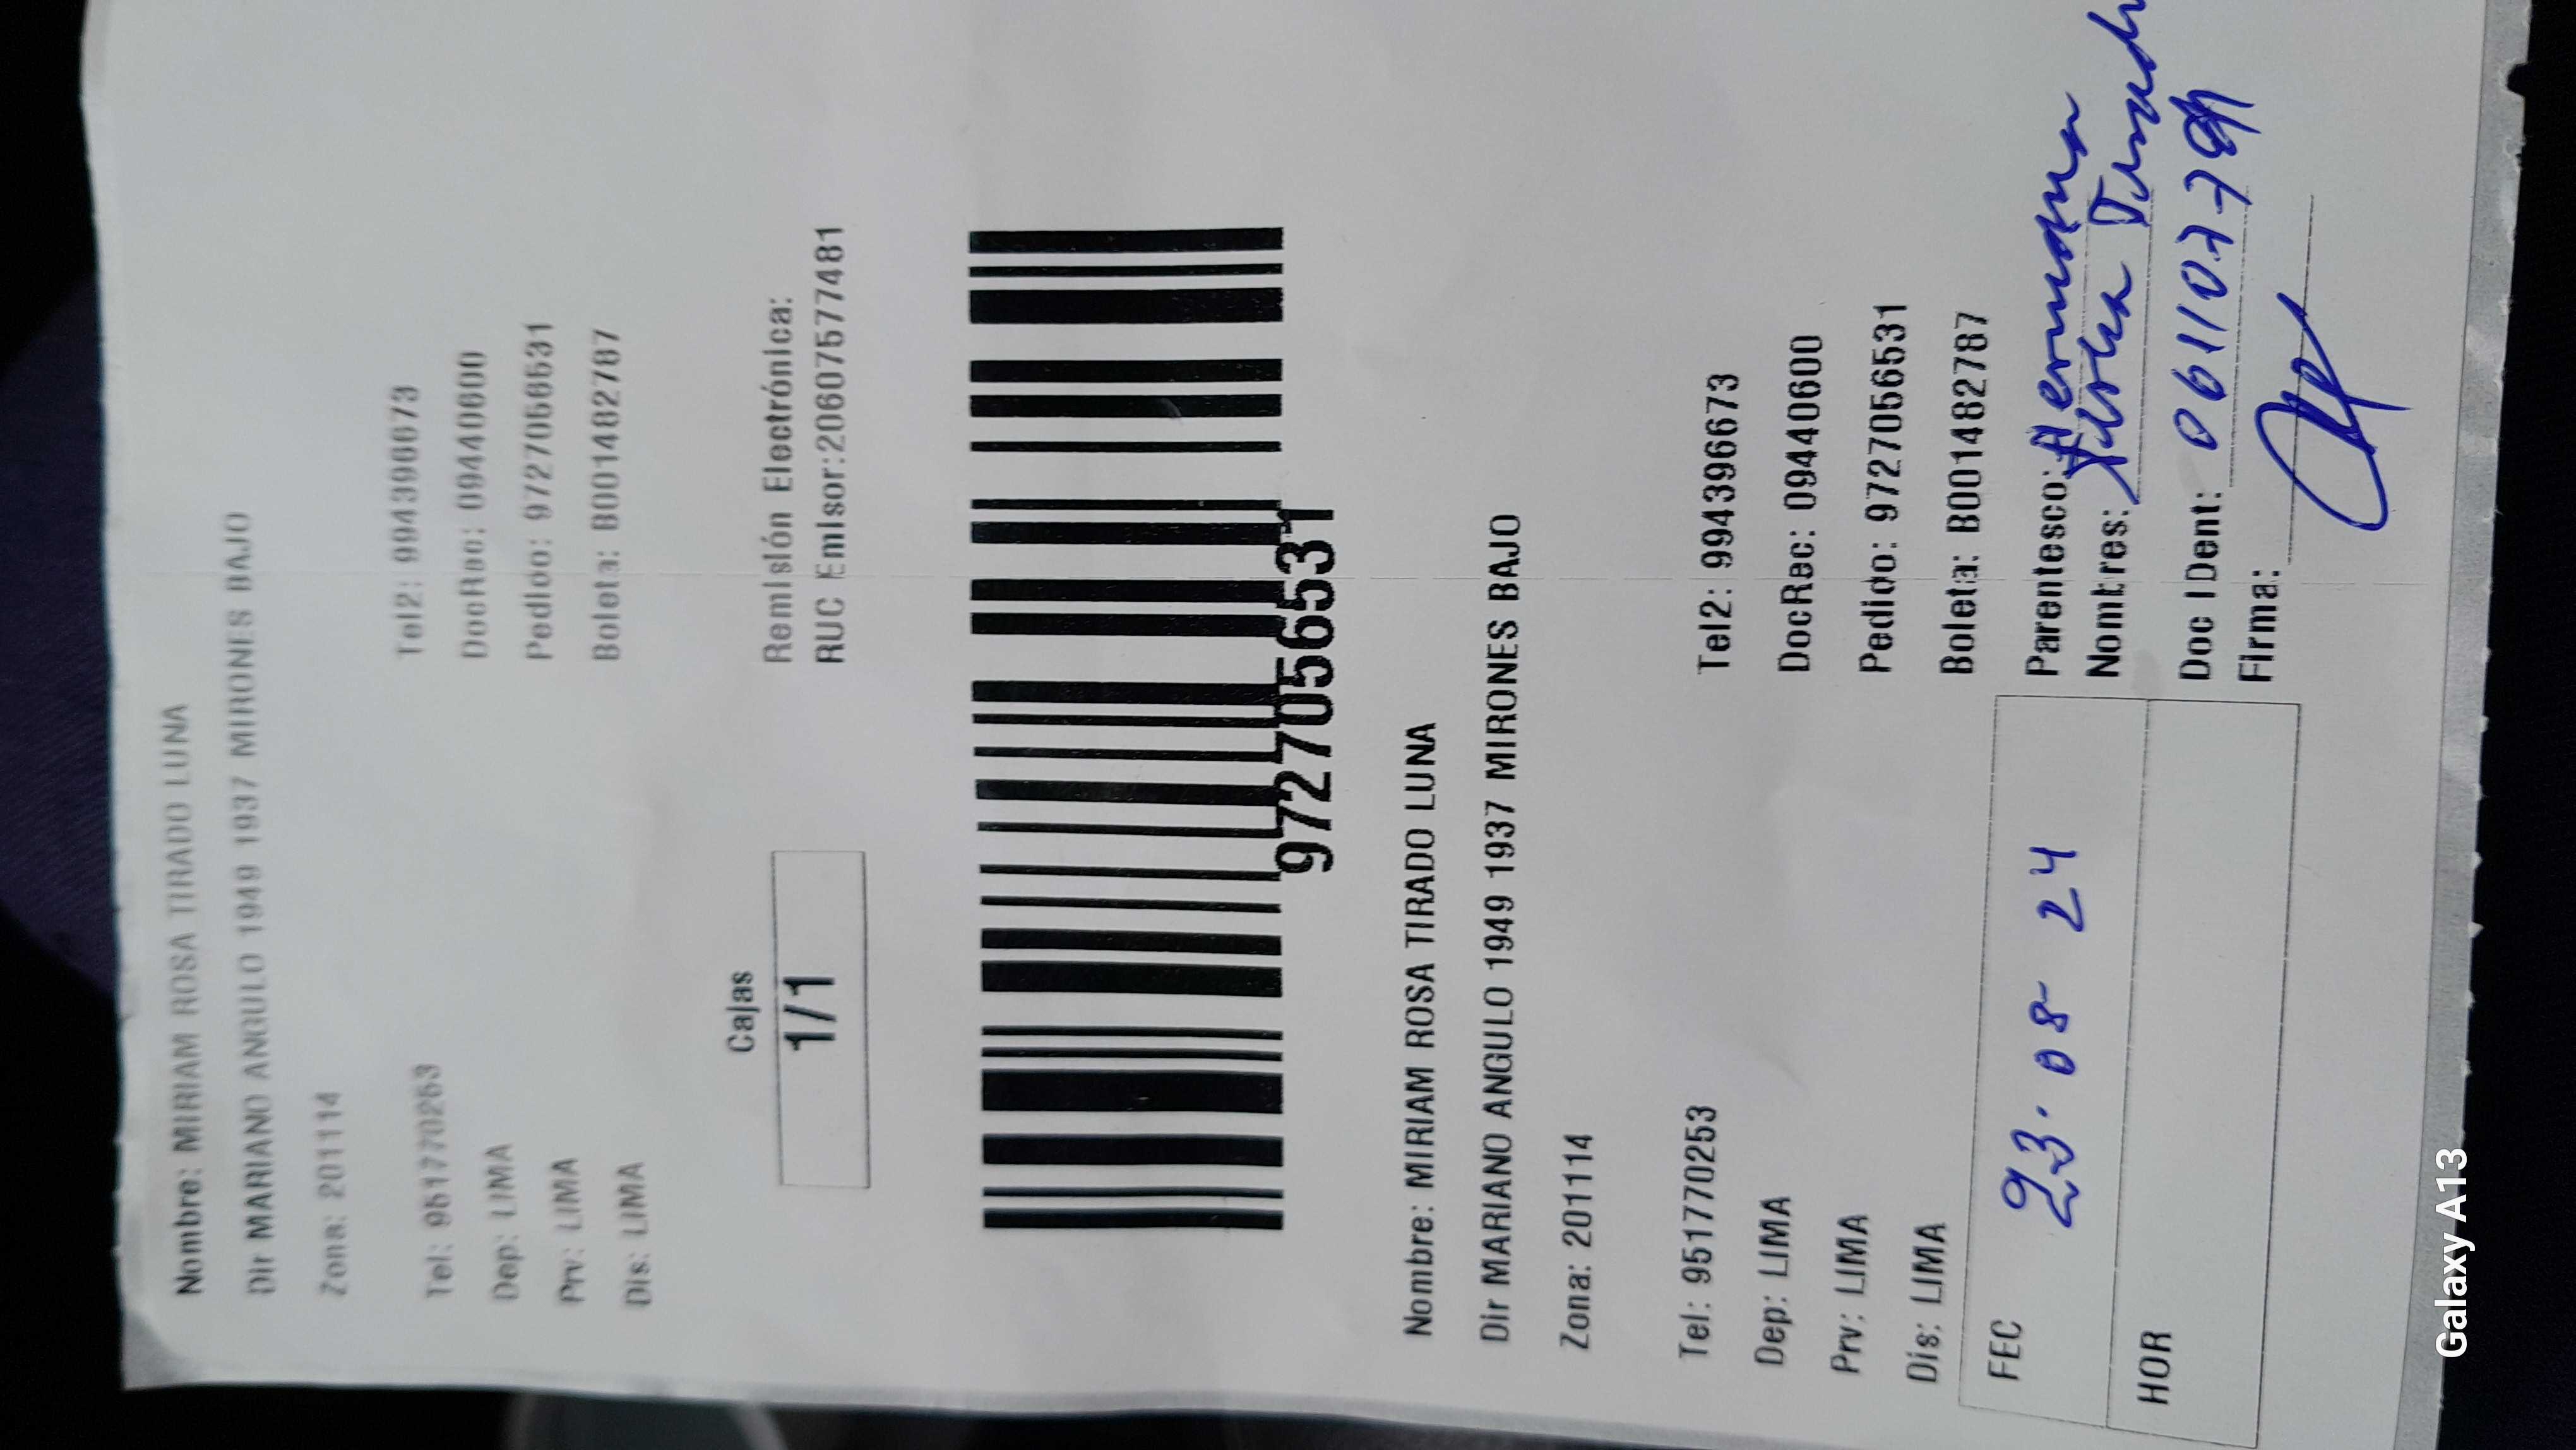 Nombre: MIRIAM ROSA TIRADO LUNA
Dir MARIANO ANGULO 1949 1937 MIRONES BAJO
Zona: 201114
Tel: 951770253
Tel2: 994396673
Dep: LIMA
DocRec: 09440600
Prv: LIMA
Pedido: 9727056531
Dis: LIMA
Boleta: B001482787
Cajas
1/1
Remisión Electrónica:
RUC Emisor:20607577481
9727056531
Nombre: MIRIAM ROSA TIRADO LUNA
Dir MARIANO ANGULO 1949 1937 MIRONES BAJO
Zona: 201114
Tel: 951770253
Tel2: 994396673
Dep: LIMA
DocRec: 09440600
Prv: LIMA
Pedido: 9727056531
Dis: LIMA
Boleta: B001482787
FEC 23.08-24
HOR
Parentesco: Hermana
Nombres:
Doc IDent:
Firma:
Galaxy A13